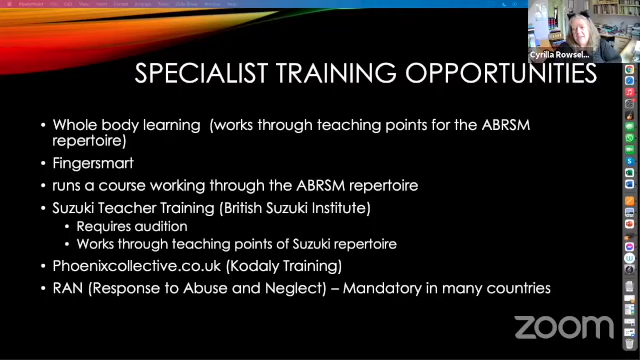 Cyrilla Rowsel...
SPECIALIST TRAINING OPPORTUNITIES
• Whole body learning (works through teaching points for the ABRSM
repertoire)
• Fingersmart
• runs a course working through the ABRSM repertoire
• Suzuki Teacher Training (British Suzuki Institute)
• Requires audition
• Works through teaching points of Suzuki repertoire
• Phoenixcollective.co.uk (Kodaly Training)
• RAN (Response to Abuse and Neglect) – Mandatory in many countries
zoom